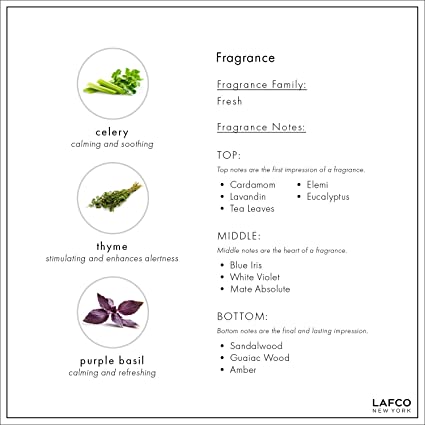 celery
calming and soothing
thyme
stimulating and enhances alertness
purple basil
calming and refreshing
Fragrance
Fragrance Family:
Fresh
Fragrance Notes:
TOP:
Top notes are the first impression of a fragrance.
• Cardamom
• Lavandin
• Tea Leaves
• Elemi
• Eucalyptus
MIDDLE:
Middle notes are the heart of a fragrance.
• Blue Iris
• White Violet
• Mate Absolute
BOTTOM:
Bottom notes are the final and lasting impression.
• Sandalwood
• Guaiac Wood
• Amber
LAFCO
NEW YORK